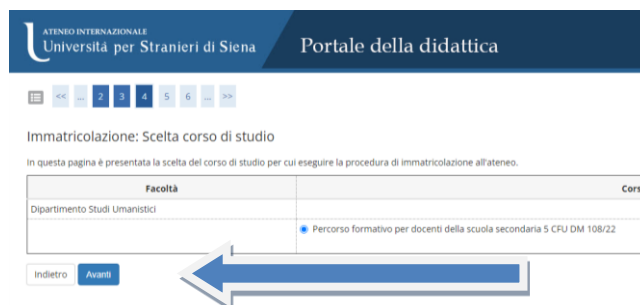 ATENEO INTERNAZIONALE
Università per Stranieri di Siena
Portale della didattica
<< ... 2 3 4 5 6 ... >>
Immatricolazione: Scelta corso di studio
In questa pagina è presentata la scelta del corso di studio per cui eseguire la procedura di immatricolazione all'ateneo.
Facoltà Cors
Dipartimento Studi Umanistici
Percorso formativo per docenti della scuola secondaria 5 CFU DM 108/22
Indietro Avanti